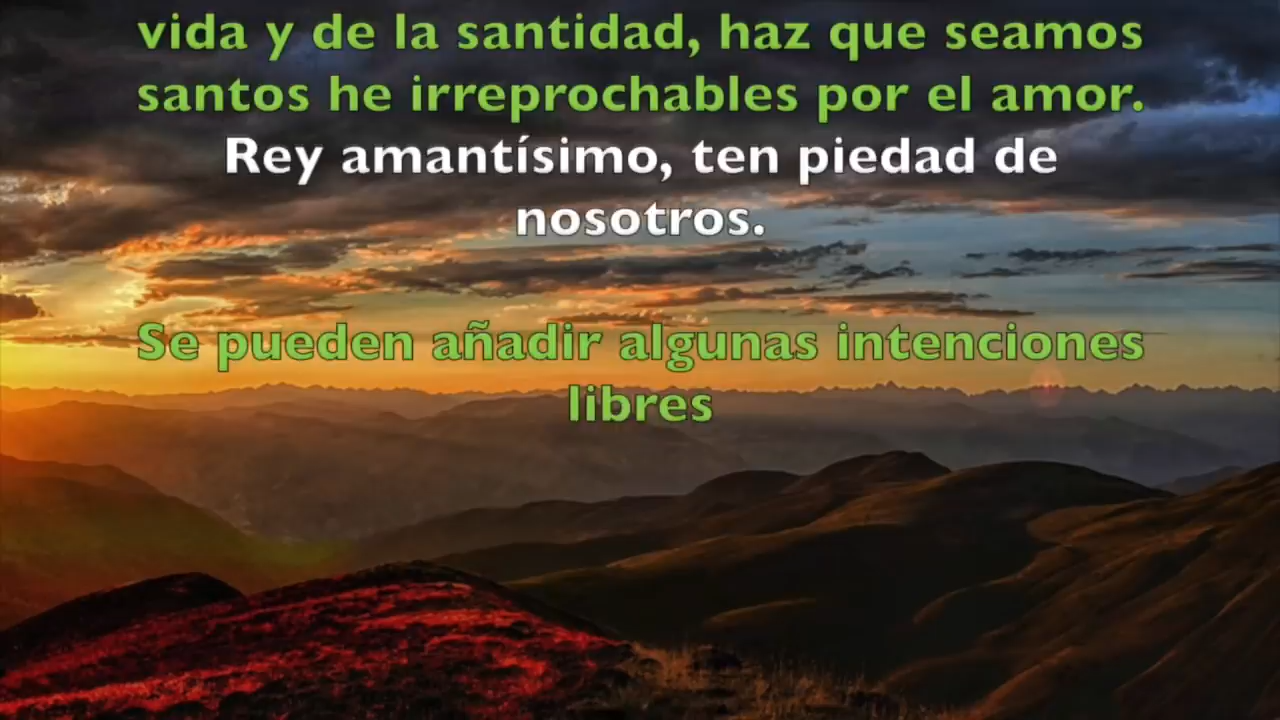 vida y de la santidad, haz que seamos
santos he irreprochables por el amor.
Rey amantísimo, ten piedad de
nosotros.
Se pueden añadir algunas intenciones
libres